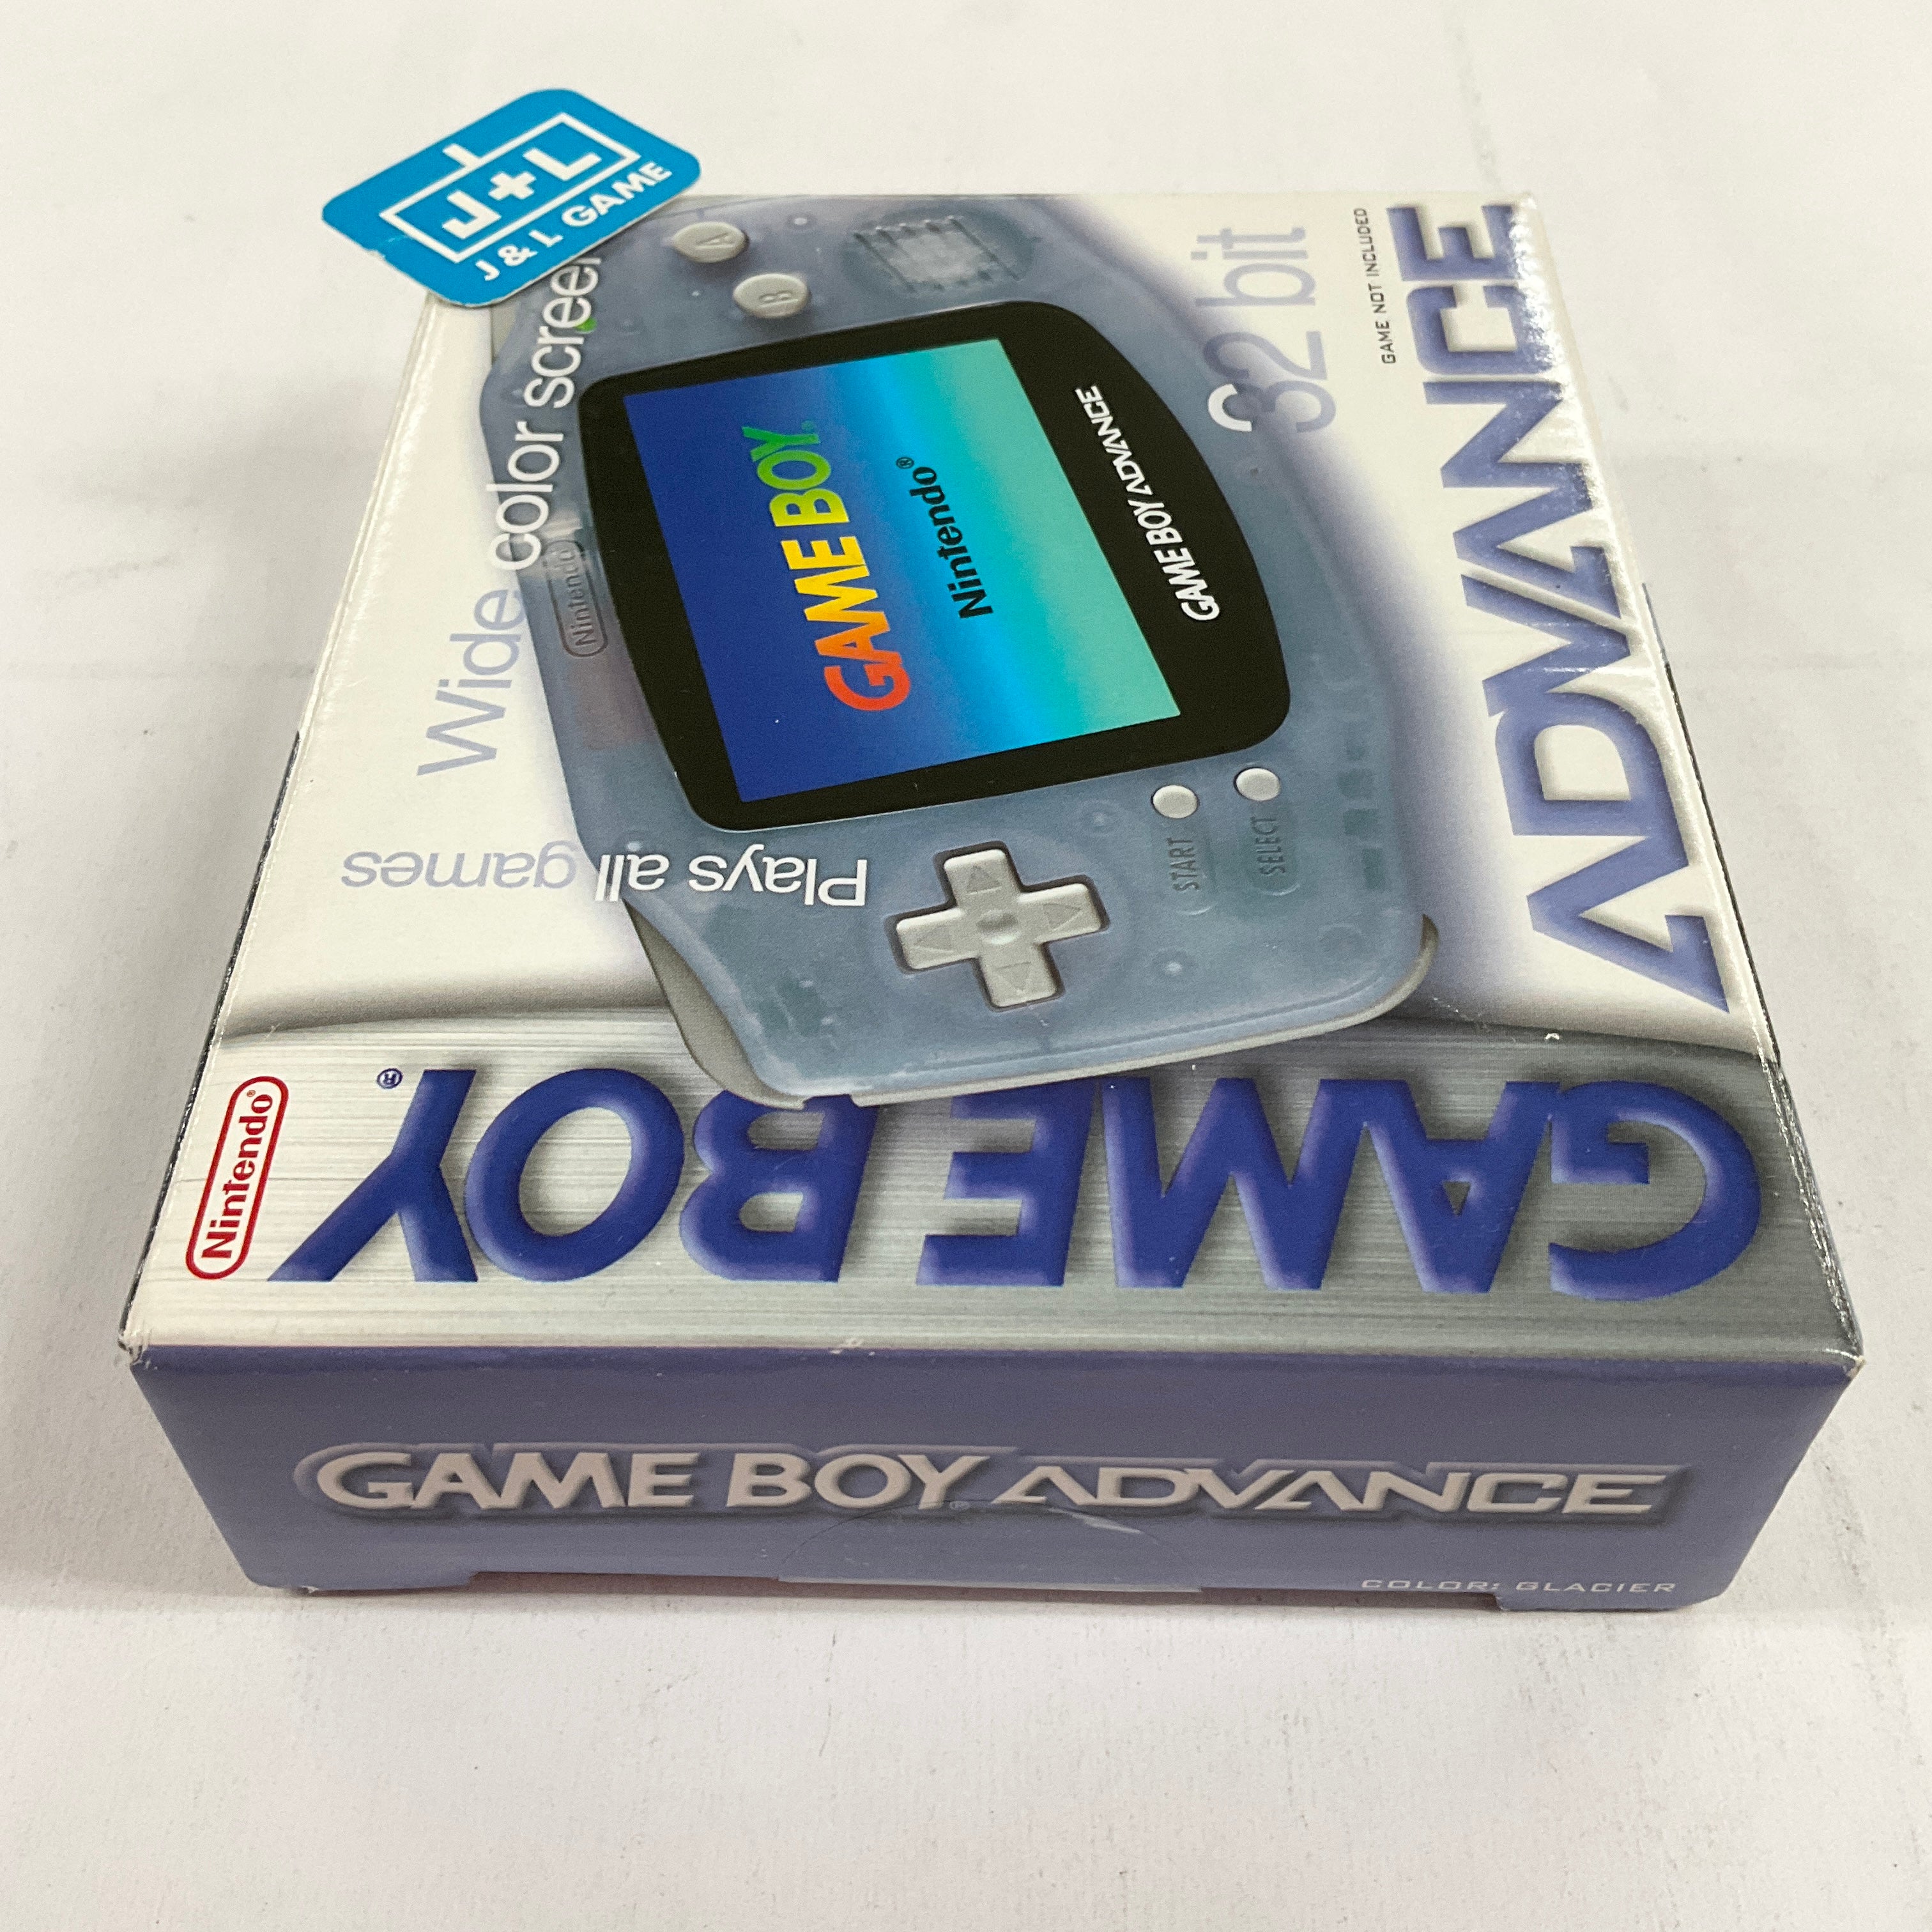 J+L
J & L GAME
Wide color screen
32 bit
GAME NOT INCLUDED
A
B
Nintendo
GAME BOY®
Nintendo®
GAME BOY ADVANCE
START
SELECT
Plays all games
ADVANCE
Nintendo®
GAME BOY®
GAME BOY® ADVANCE
COLOR: GLACIER